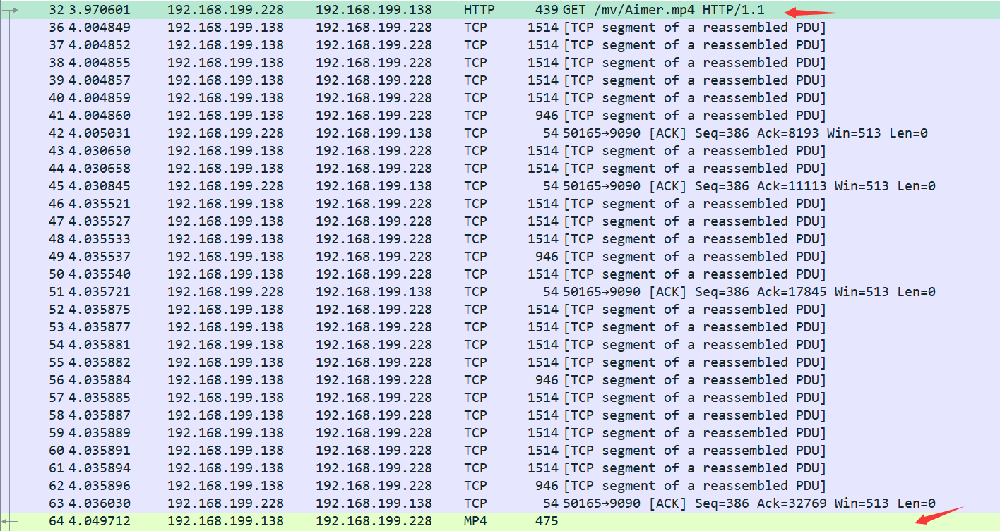 32 3.970601 192.168.199.228 192.168.199.138 HTTP 439 GET /mv/Aimer.mp4 HTTP/1.1
36 4.004849 192.168.199.138 192.168.199.228 TCP 1514 [TCP segment of a reassembled PDU]
37 4.004852 192.168.199.138 192.168.199.228 TCP 1514 [TCP segment of a reassembled PDU]
38 4.004855 192.168.199.138 192.168.199.228 TCP 1514 [TCP segment of a reassembled PDU]
39 4.004857 192.168.199.138 192.168.199.228 TCP 1514 [TCP segment of a reassembled PDU]
40 4.004859 192.168.199.138 192.168.199.228 TCP 1514 [TCP segment of a reassembled PDU]
41 4.004860 192.168.199.138 192.168.199.228 TCP 946 [TCP segment of a reassembled PDU]
42 4.005031 192.168.199.228 192.168.199.138 TCP 54 50165→9090 [ACK] Seq=386 Ack=8193 Win=513 Len=0
43 4.030650 192.168.199.138 192.168.199.228 TCP 1514 [TCP segment of a reassembled PDU]
44 4.030658 192.168.199.138 192.168.199.228 TCP 1514 [TCP segment of a reassembled PDU]
45 4.030845 192.168.199.228 192.168.199.138 TCP 54 50165→9090 [ACK] Seq=386 Ack=11113 Win=513 Len=0
46 4.035521 192.168.199.138 192.168.199.228 TCP 1514 [TCP segment of a reassembled PDU]
47 4.035527 192.168.199.138 192.168.199.228 TCP 1514 [TCP segment of a reassembled PDU]
48 4.035533 192.168.199.138 192.168.199.228 TCP 1514 [TCP segment of a reassembled PDU]
49 4.035537 192.168.199.138 192.168.199.228 TCP 946 [TCP segment of a reassembled PDU]
50 4.035540 192.168.199.138 192.168.199.228 TCP 1514 [TCP segment of a reassembled PDU]
51 4.035721 192.168.199.228 192.168.199.138 TCP 54 50165→9090 [ACK] Seq=386 Ack=17845 Win=513 Len=0
52 4.035875 192.168.199.138 192.168.199.228 TCP 1514 [TCP segment of a reassembled PDU]
53 4.035877 192.168.199.138 192.168.199.228 TCP 1514 [TCP segment of a reassembled PDU]
54 4.035881 192.168.199.138 192.168.199.228 TCP 1514 [TCP segment of a reassembled PDU]
55 4.035882 192.168.199.138 192.168.199.228 TCP 1514 [TCP segment of a reassembled PDU]
56 4.035884 192.168.199.138 192.168.199.228 TCP 946 [TCP segment of a reassembled PDU]
57 4.035885 192.168.199.138 192.168.199.228 TCP 1514 [TCP segment of a reassembled PDU]
58 4.035887 192.168.199.138 192.168.199.228 TCP 1514 [TCP segment of a reassembled PDU]
59 4.035889 192.168.199.138 192.168.199.228 TCP 1514 [TCP segment of a reassembled PDU]
60 4.035891 192.168.199.138 192.168.199.228 TCP 1514 [TCP segment of a reassembled PDU]
61 4.035894 192.168.199.138 192.168.199.228 TCP 1514 [TCP segment of a reassembled PDU]
62 4.035896 192.168.199.138 192.168.199.228 TCP 946 [TCP segment of a reassembled PDU]
63 4.036030 192.168.199.228 192.168.199.138 TCP 54 50165→9090 [ACK] Seq=386 Ack=32769 Win=513 Len=0
64 4.049712 192.168.199.138 192.168.199.228 MP4 475